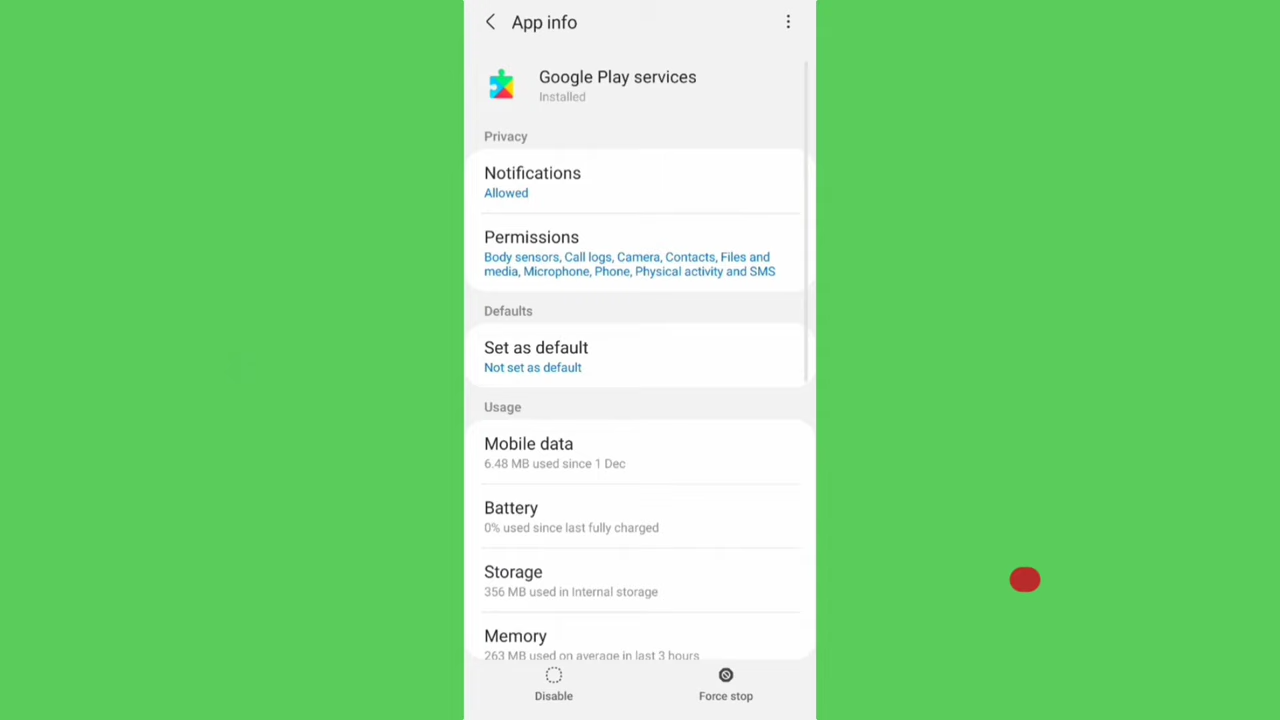 App info
Google Play services
Installed
Privacy
Notifications
Allowed
Permissions
Body sensors, Call logs, Camera, Contacts, Files and
media, Microphone, Phone, Physical activity and SMS
Defaults
Set as default
Not set as default
Usage
Mobile data
6.48 MB used since 1 Dec
Battery
0% used since last fully charged
Storage
356 MB used in Internal storage
Memory
263 MB used on average in last 3 hours
Disable
Force stop